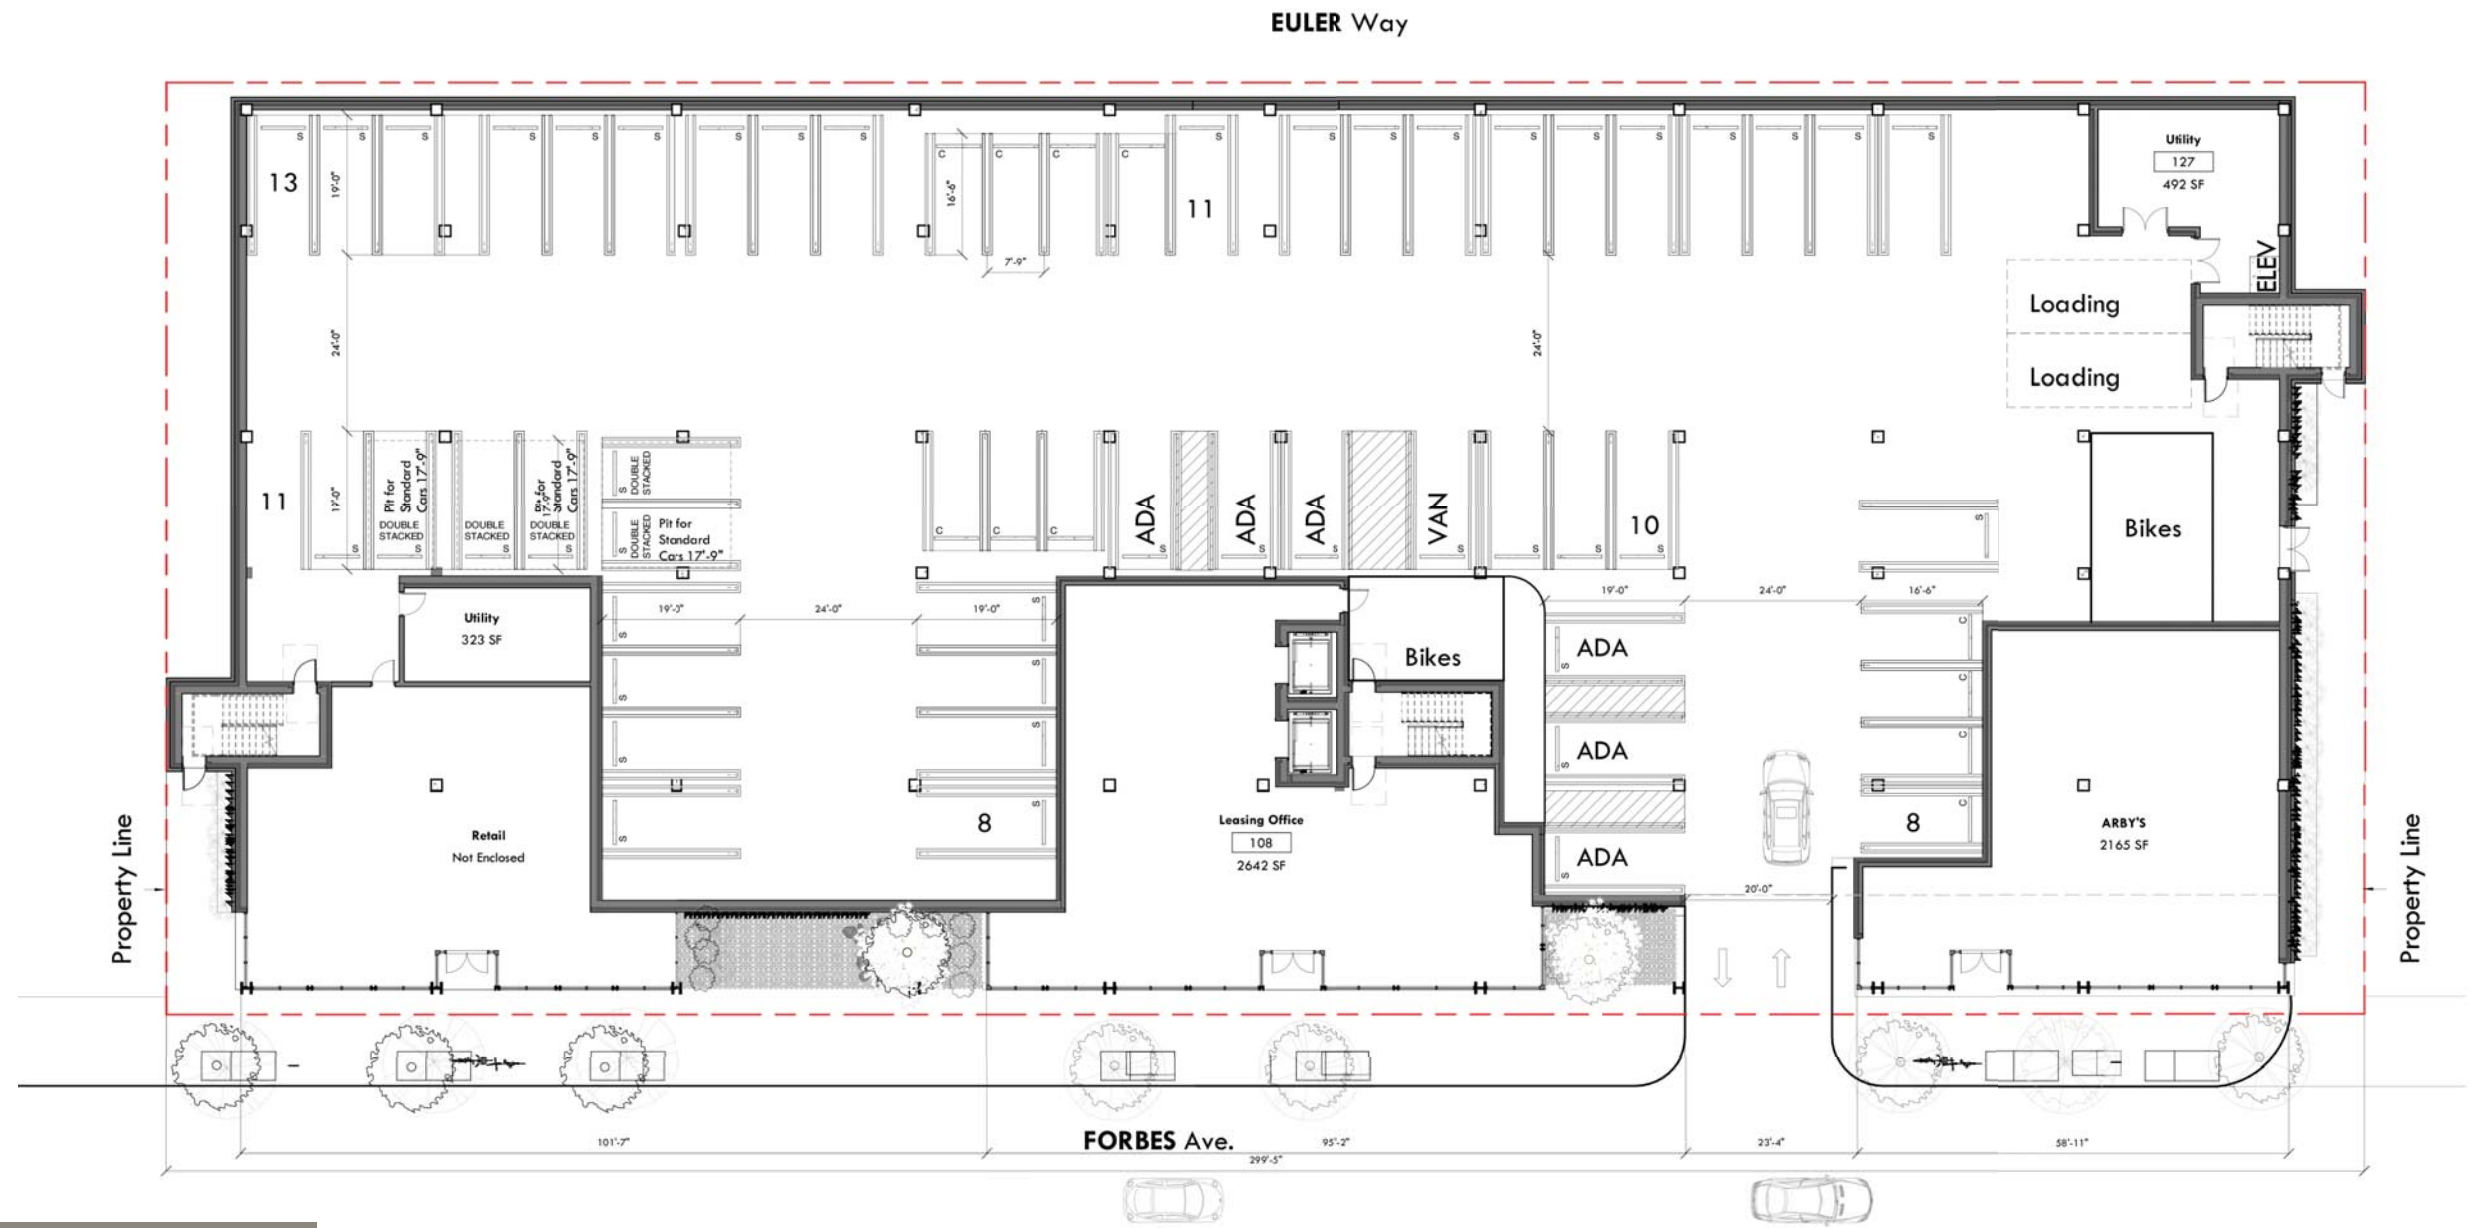 EULER Way
S S S S S S S S S S S S S S S S S S S S
C C C C
13
19'-0"
16'-6"
11
7'-9"
Utility
127
492 SF
ELEV
24'-0"
24'-0"
Loading
Loading
11
17'-0"
Pit for
Standard
Cars 17'-9"
DOUBLE
STACKED
DOUBLE
STACKED
Standard
Cars 17'-9"
DOUBLE
STACKED
DOUBLE
STACKED
DOUBLE
STACKED
Pit for
Standard
Cars 17'-9"
C C C
ADA
ADA
ADA
VAN
10
Bikes
Utility
323 SF
24'-0"
19'-0"
19'-0"
24'-0"
16'-6"
Bikes
ADA
ADA
ADA
8
8
Retail
Not Enclosed
Leasing Office
108
2642 SF
ARBY'S
2165 SF
20'-0"
Property Line
Property Line
FORBES Ave.
101'-7"
95'-2"
23'-4"
58'-11"
299'-5"